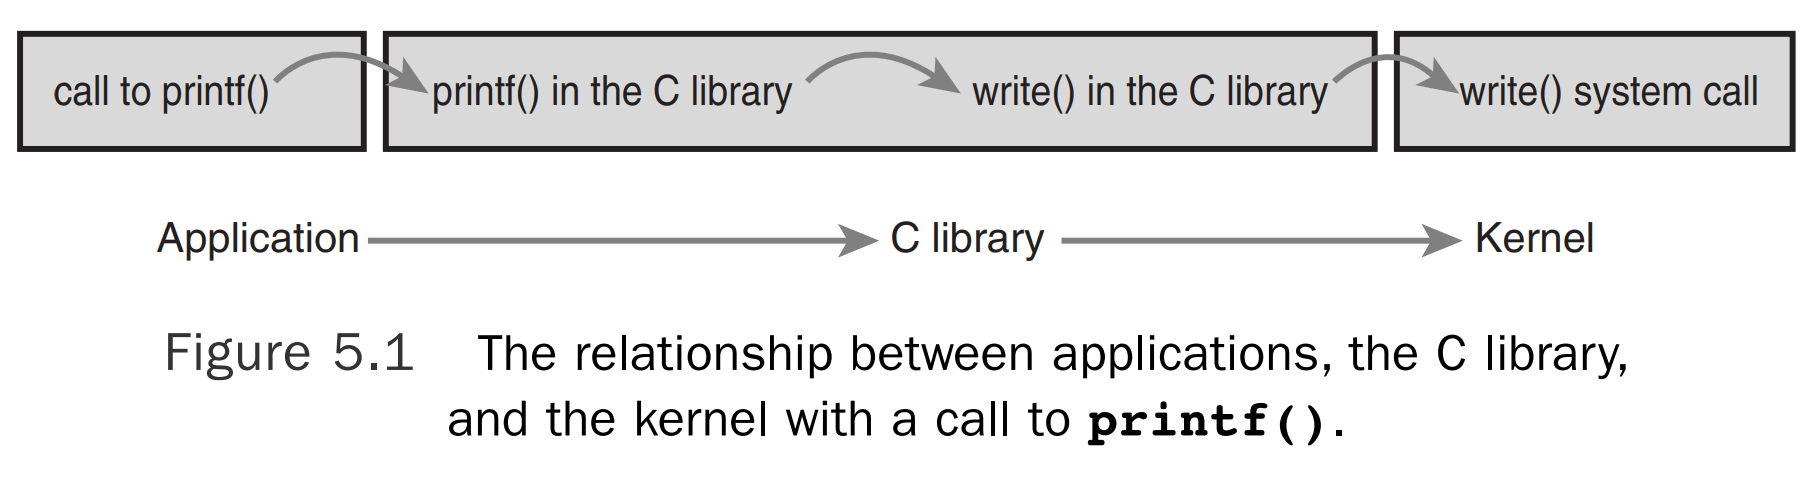 call to printf() printf() in the C library write() in the C library write() system call
Application C library Kernel
Figure 5.1 The relationship between applications, the C library,
and the kernel with a call to printf().